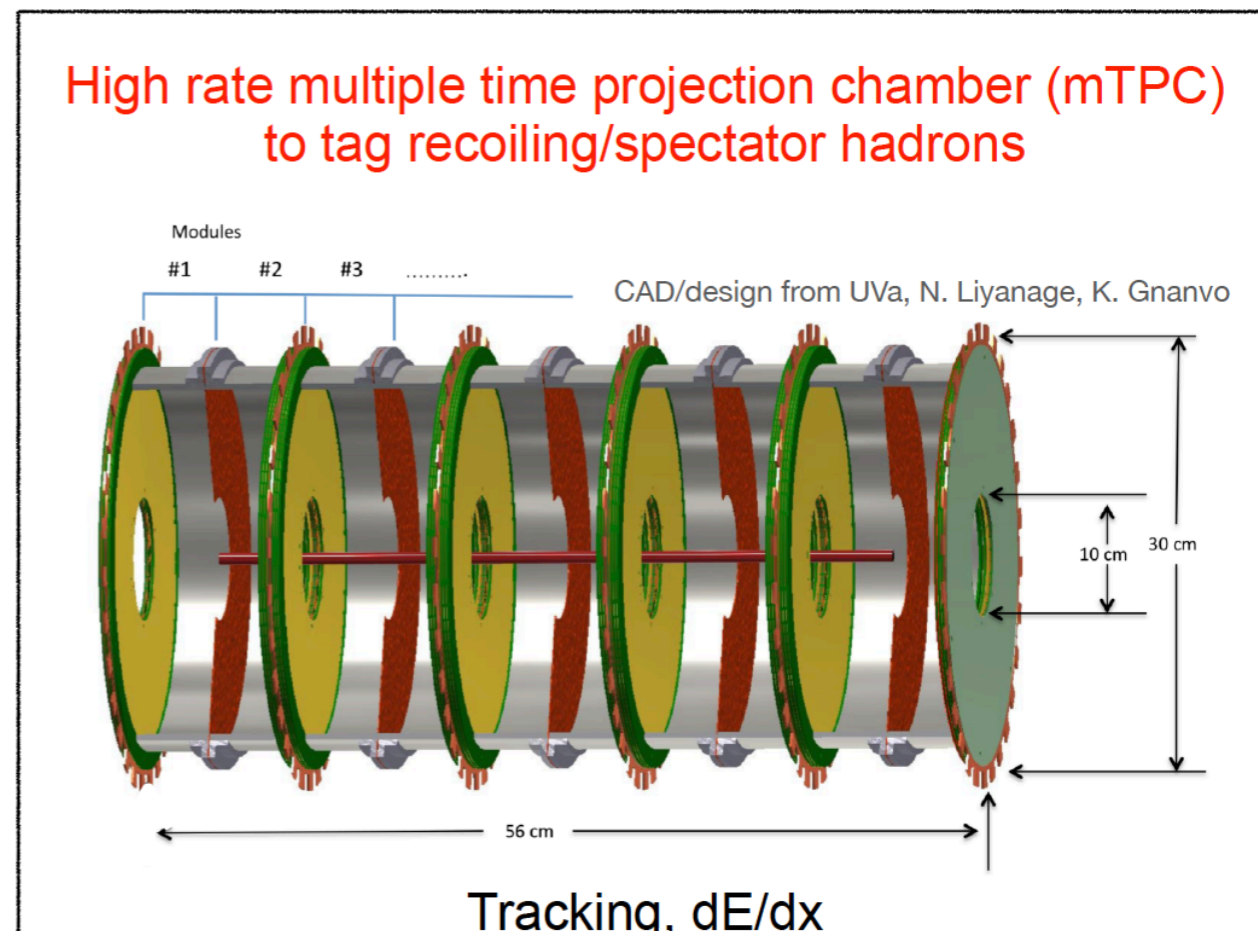 High rate multiple time projection chamber (mTPC)
to tag recoiling/spectator hadrons
Modules
#1 #2 #3 ..........
CAD/design from UVa, N. Liyanage, K. Gnanvo
10 cm
30 cm
56 cm
Tracking, dE/dx